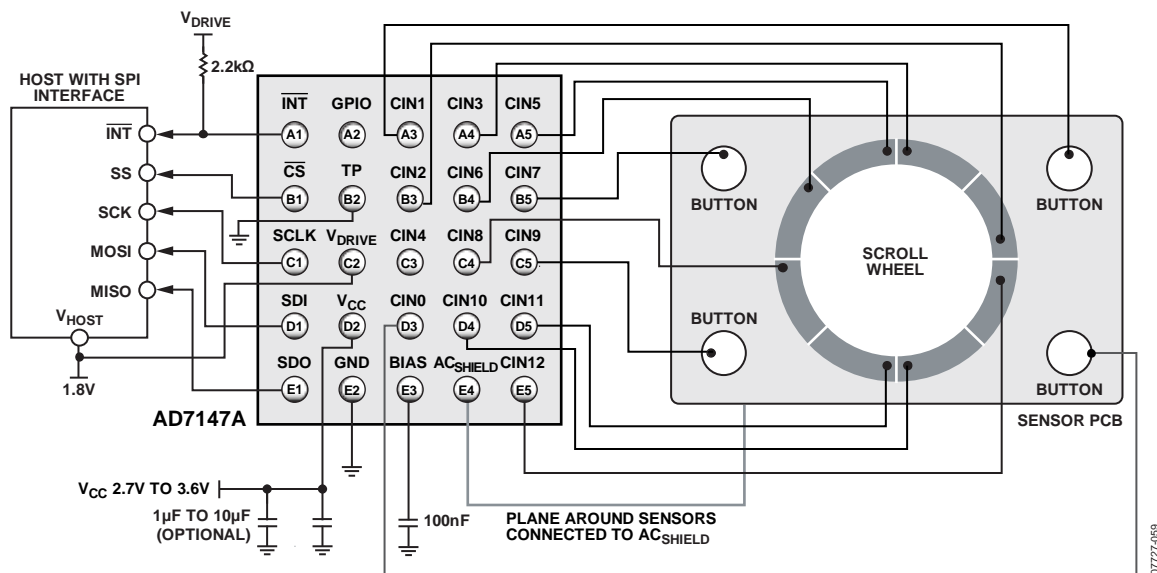 VDRIVE
2.2kΩ
HOST WITH SPI
INTERFACE
INT
SS
SCK
MOSI
MISO
VHOST
1.8V
INT GPIO CIN1 CIN3 CIN5
A1 A2 A3 A4 A5
CS TP CIN2 CIN6 CIN7
B1 B2 B3 B4 B5
SCLK VDRIVE CIN4 CIN8 CIN9
C1 C2 C3 C4 C5
SDI VCC CIN0 CIN10 CIN11
D1 D2 D3 D4 D5
SDO GND BIAS ACSHIELD CIN12
E1 E2 E3 E4 E5
AD7147A
BUTTON
BUTTON
SCROLL
WHEEL
BUTTON
BUTTON
SENSOR PCB
VCC 2.7V TO 3.6V
1µF TO 10µF
(OPTIONAL)
100nF
PLANE AROUND SENSORS
CONNECTED TO ACSHIELD
07727-059